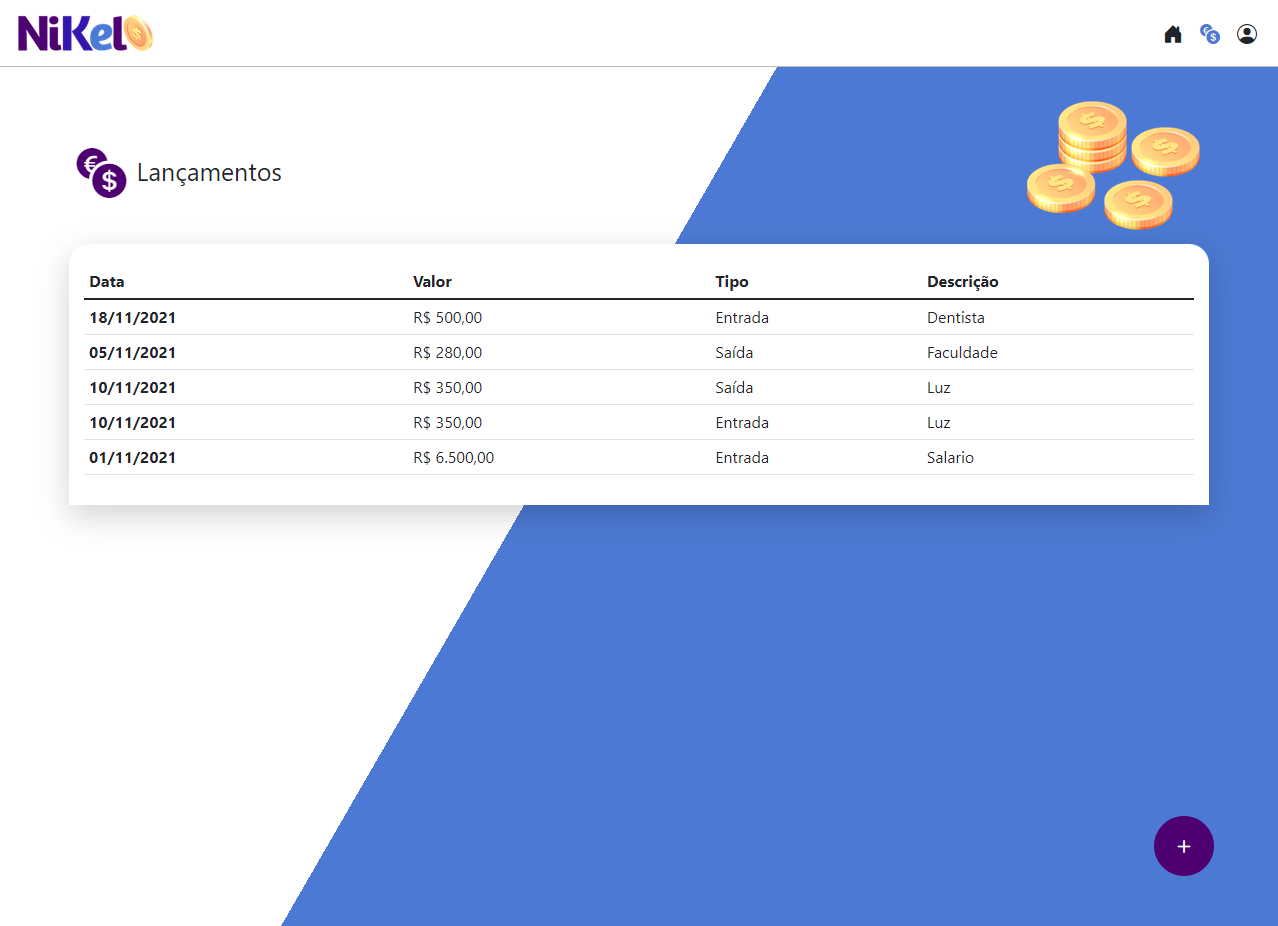 NiKel
Lançamentos
Data Valor Tipo Descrição
18/11/2021 R$ 500,00 Entrada Dentista
05/11/2021 R$ 280,00 Saída Faculdade
10/11/2021 R$ 350,00 Saída Luz
10/11/2021 R$ 350,00 Entrada Luz
01/11/2021 R$ 6.500,00 Entrada Salario
+